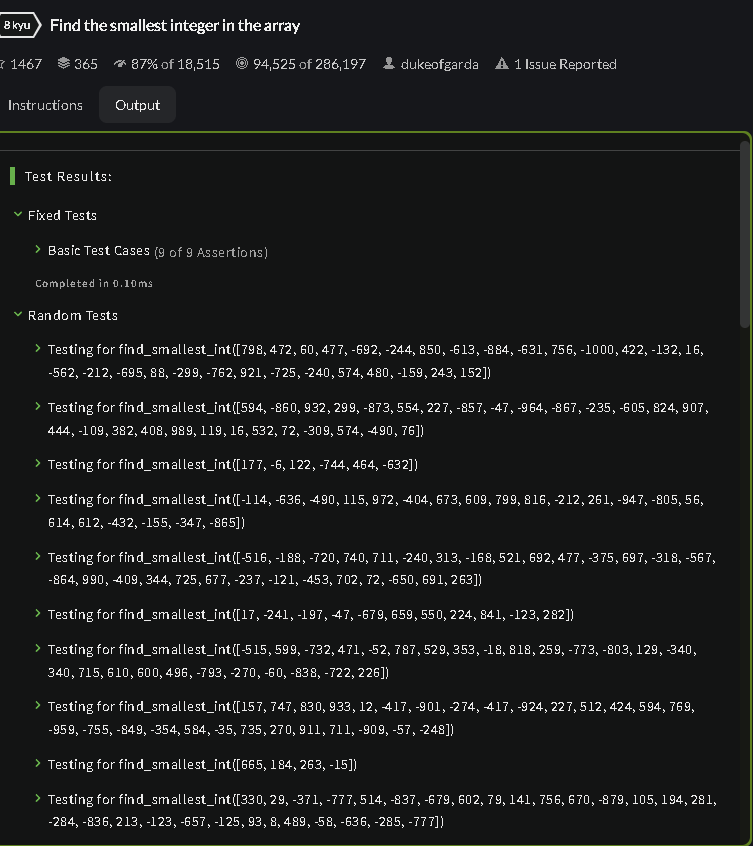 8 kyu Find the smallest integer in the array
1467 365 87% of 18,515 94,525 of 286,197 dukeofgarda 1 Issue Reported
Instructions Output
Test Results:
Fixed Tests
Basic Test Cases (9 of 9 Assertions)
Completed in 0.10ms
Random Tests
Testing for find_smallest_int([798, 472, 60, 477, -692, -244, 850, -613, -884, -631, 756, -1000, 422, -132, 16,
-562, -212, -695, 88, -299, -762, 921, -725, -240, 574, 480, -159, 243, 152])
Testing for find_smallest_int([594, -860, 932, 299, -873, 554, 227, -857, -47, -964, -867, -235, -605, 824, 907,
444, -109, 382, 408, 989, 119, 16, 532, 72, -309, 574, -490, 76])
Testing for find_smallest_int([177, -6, 122, -744, 464, -632])
Testing for find_smallest_int([-114, -636, -490, 115, 972, -404, 673, 609, 799, 816, -212, 261, -947, -805, 56,
614, 612, -432, -155, -347, -865])
Testing for find_smallest_int([-516, -188, -720, 740, 711, -240, 313, -168, 521, 692, 477, -375, 697, -318, -567,
-864, 990, -409, 344, 725, 677, -237, -121, -453, 702, 72, -650, 691, 263])
Testing for find_smallest_int([17, -241, -197, -47, -679, 659, 550, 224, 841, -123, 282])
Testing for find_smallest_int([-515, 599, -732, 471, -52, 787, 529, 353, -18, 818, 259, -773, -803, 129, -340,
340, 715, 610, 600, 496, -793, -270, -60, -838, -722, 226])
Testing for find_smallest_int([157, 747, 830, 933, 12, -417, -901, -274, -417, -924, 227, 512, 424, 594, 769,
-959, -755, -849, -354, 584, -35, 735, 270, 911, 711, -909, -57, -248])
Testing for find_smallest_int([665, 184, 263, -15])
Testing for find_smallest_int([330, 29, -371, -777, 514, -837, -679, 602, 79, 141, 756, 670, -879, 105, 194, 281,
-284, -836, 213, -123, -657, -125, 93, 8, 489, -58, -636, -285, -777])